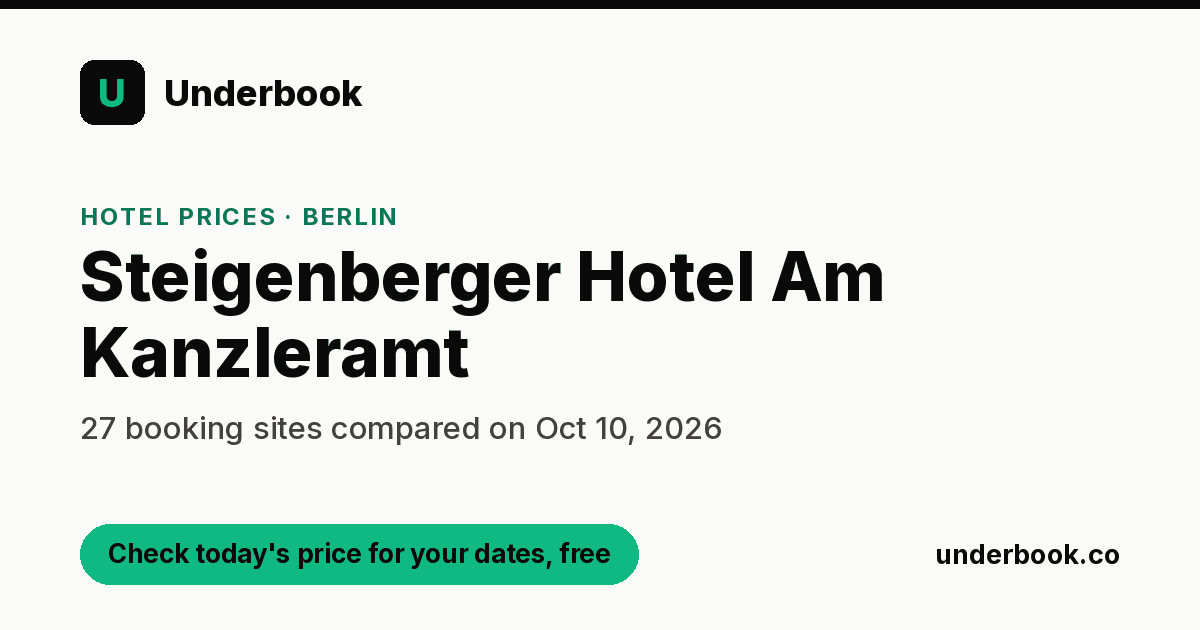 U
Underbook
HOTEL PRICES · BERLIN
Steigenberger Hotel Am
Kanzleramt
27 booking sites compared on Oct 10, 2026
Check today's price for your dates, free
underbook.co